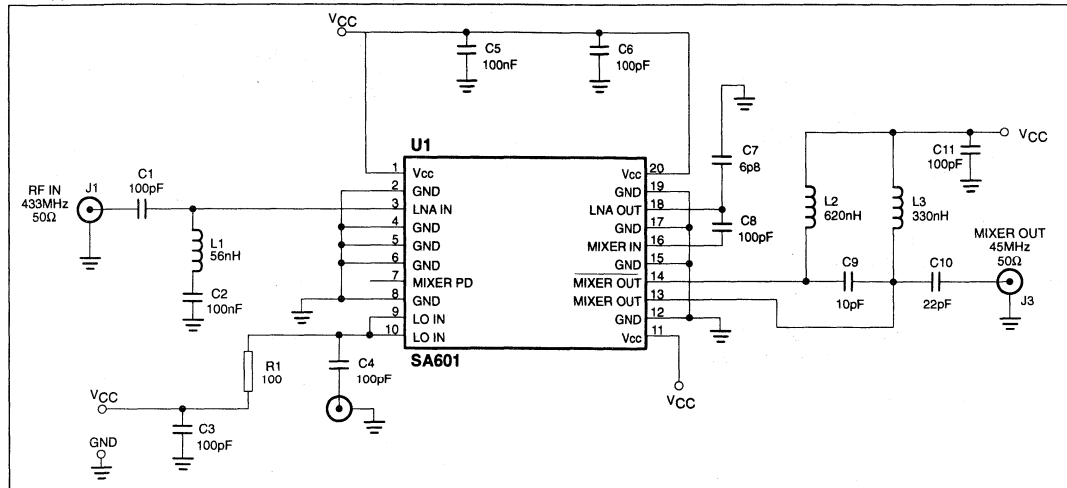 VCC
C5
100nF
C6
100pF
C7
6p8
C11
100pF
VCC
U1
RF IN
433MHz
50Ω
J1
C1
100pF
L1
56nH
C2
100nF
1 Vcc
2 GND
3 LNA IN
4 GND
5 GND
6 GND
7 MIXER PD
8 GND
9 LO IN
10 LO IN
Vcc 20
GND 19
LNA OUT 18
GND 17
MIXER IN 16
GND 15
MIXER OUT 14
MIXER OUT 13
GND 12
Vcc 11
SA601
C8
100pF
L2
620nH
L3
330nH
C9
10pF
C10
22pF
MIXER OUT
45MHz
50Ω
J3
R1
100
C4
100pF
VCC
C3
100pF
GND
VCC